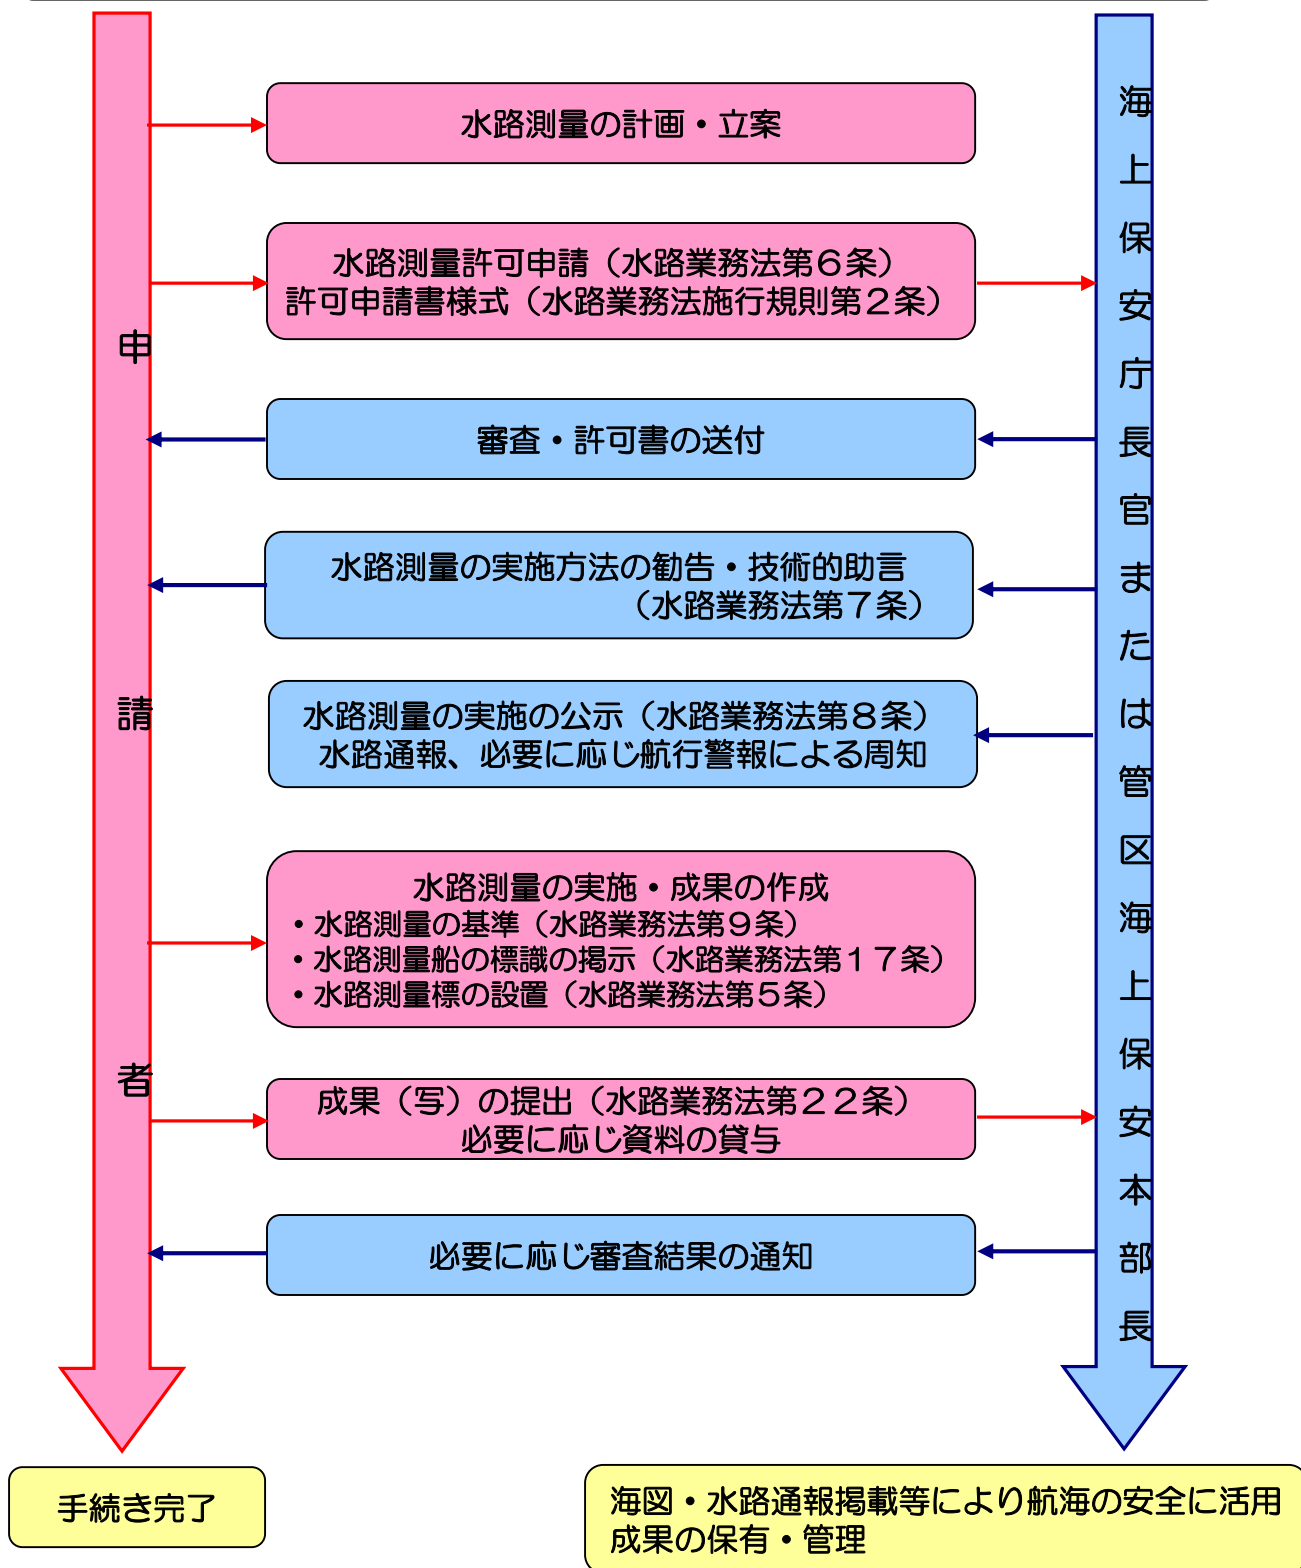 水路測量の計画・立案
水路測量許可申請（水路業務法第６条）
許可申請書様式（水路業務法施行規則第２条）
審査・許可書の送付
水路測量の実施方法の勧告・技術的助言
（水路業務法第７条）
水路測量の実施の公示（水路業務法第８条）
水路通報、必要に応じ航行警報による周知
水路測量の実施・成果の作成
・水路測量の基準（水路業務法第９条）
・水路測量船の標識の掲示（水路業務法第１７条）
・水路測量標の設置（水路業務法第５条）
成果（写）の提出（水路業務法第２２条）
必要に応じ資料の貸与
必要に応じ審査結果の通知
申請者
海上保安庁長官または管区海上保安本部長
手続き完了
海図・水路通報掲載等により航海の安全に活用
成果の保有・管理